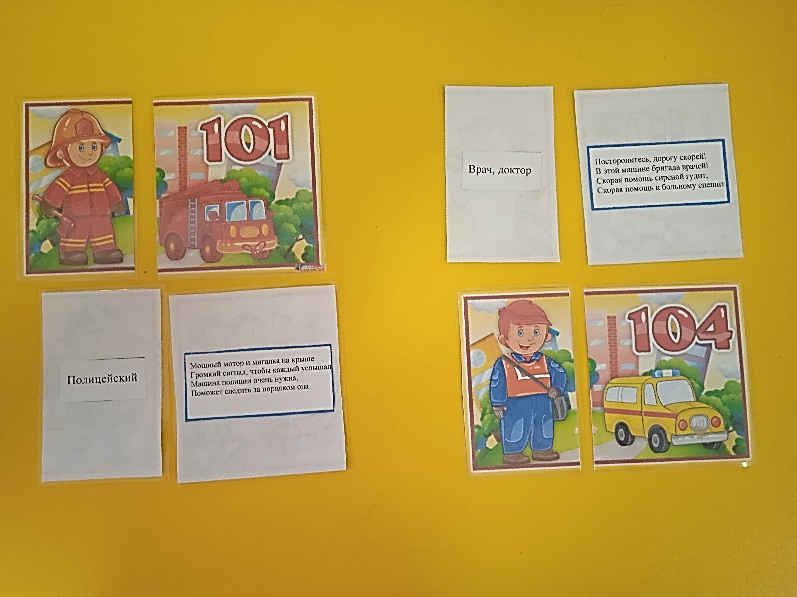 101
Врач, доктор
Посторонитесь, дорогу скорей!
В этой машине бригада врачей!
Скорая помощь сиреной гудит,
Скорая помощь к больному спешит
Полицейский
Мощный мотор и мигалка на крыше
Громкий сигнал, чтобы каждый услышал
Машина полиции очень нужна,
Поможет следить за порядком она.
104